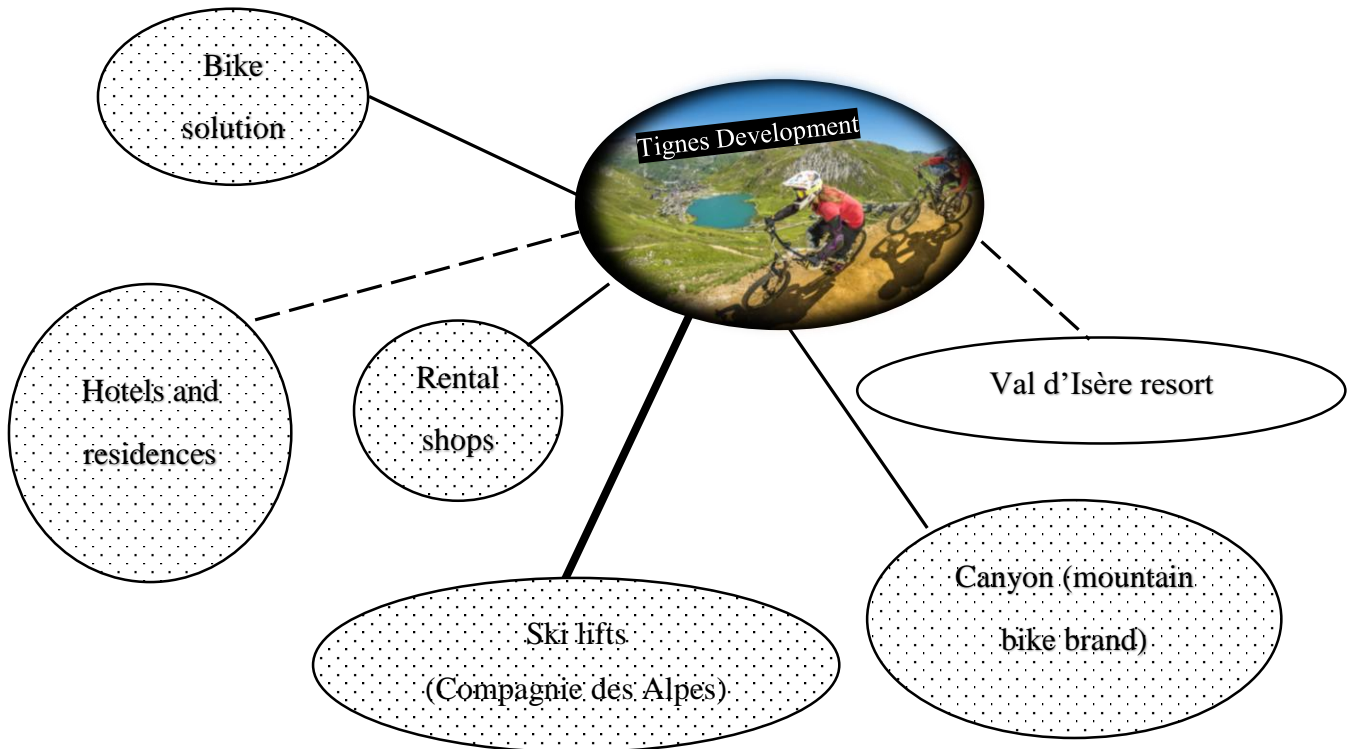 Bike
solution
Tignes Development
Hotels and
residences
Rental
shops
Val d’Isère resort
Ski lifts
(Compagnie des Alpes)
Canyon (mountain
bike brand)